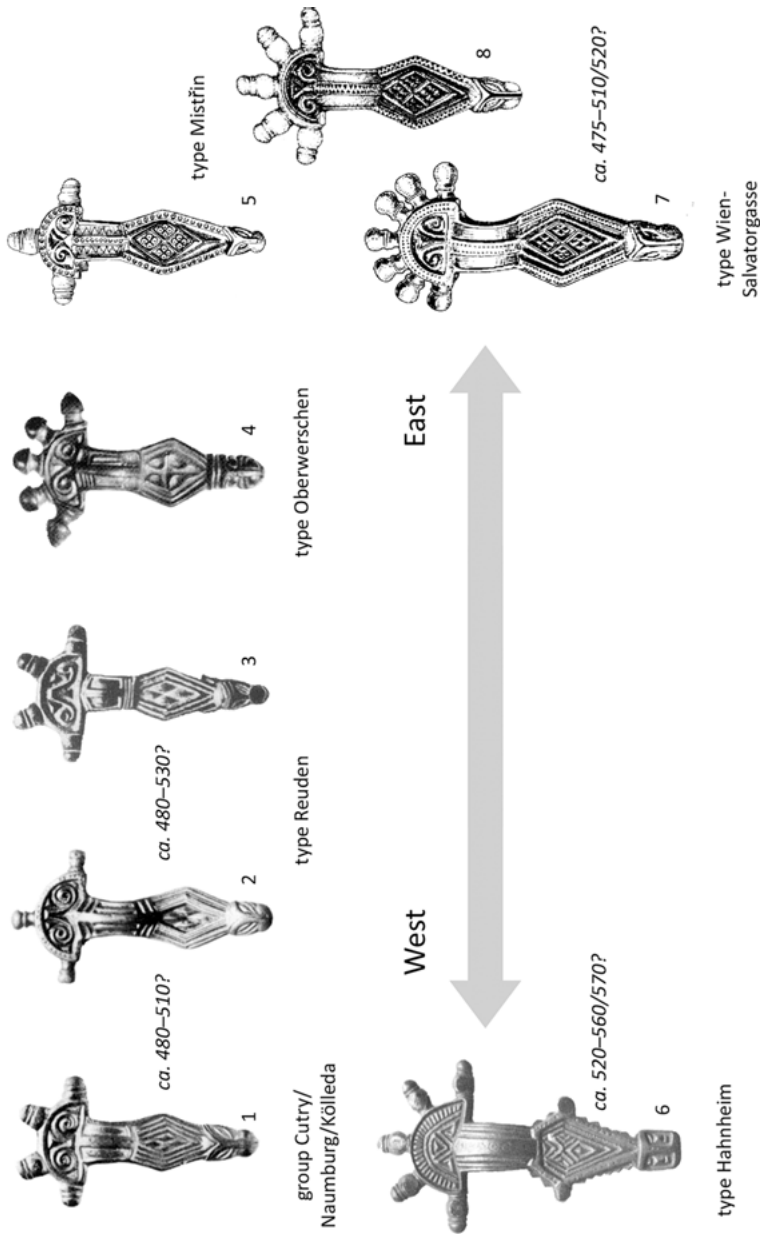 type Mistřin
ca. 480–510?
ca. 480–530?
1
2
3
4
5
group Cutry/
Naumburg/Kölleda
type Reuden
type Oberwerschen
West
East
8
ca. 520–560/570?
ca. 475–510/520?
6
7
type Hahnheim
type Wien-
Salvatorgasse